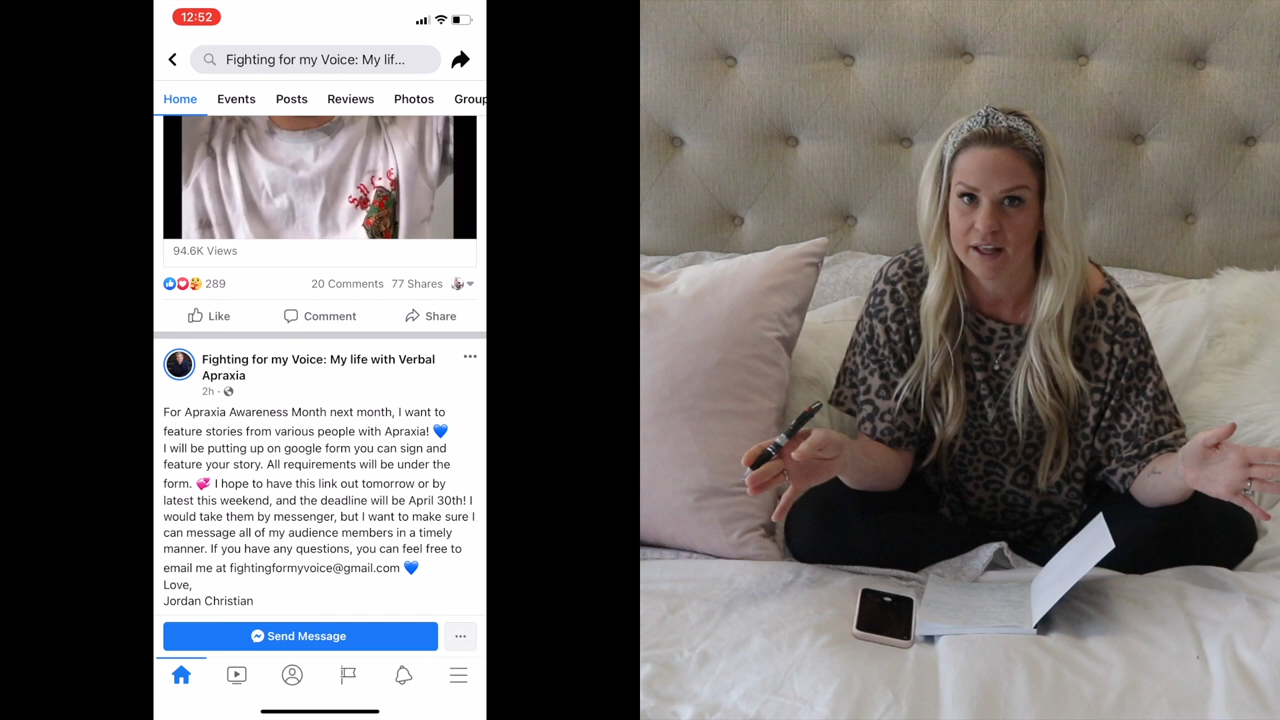 12:52
Fighting for my Voice: My lif...
Home Events Posts Reviews Photos Group
94.6K Views
289 20 Comments 77 Shares
Like Comment Share
Fighting for my Voice: My life with Verbal
Apraxia
2h
For Apraxia Awareness Month next month, I want to
feature stories from various people with Apraxia! 💙
I will be putting up on google form you can sign and
feature your story. All requirements will be under the
form. 💞 I hope to have this link out tomorrow or by
latest this weekend, and the deadline will be April 30th! I
would take them by messenger, but I want to make sure I
can message all of my audience members in a timely
manner. If you have any questions, you can feel free to
email me at fightingformyvoice@gmail.com 💙
Love,
Jordan Christian
Send Message